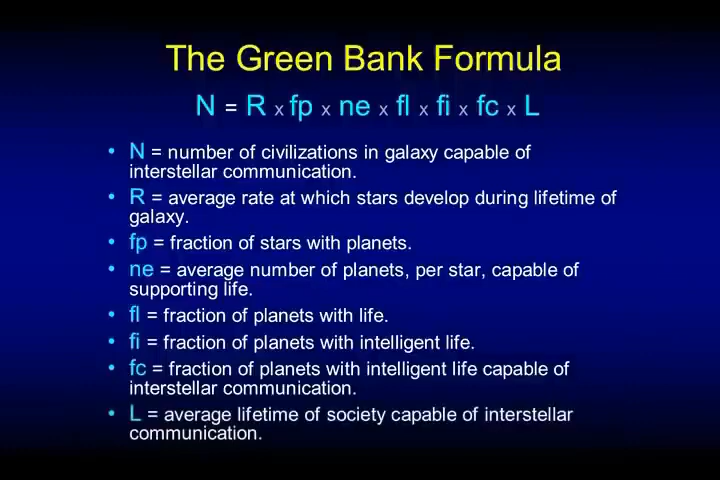 The Green Bank Formula
N = R x fp x ne x fl x fi x fc x L
• N = number of civilizations in galaxy capable of
interstellar communication.
• R = average rate at which stars develop during lifetime of
galaxy.
• fp = fraction of stars with planets.
• ne = average number of planets, per star, capable of
supporting life.
• fl = fraction of planets with life.
• fi = fraction of planets with intelligent life.
• fc = fraction of planets with intelligent life capable of
interstellar communication.
• L = average lifetime of society capable of interstellar
communication.